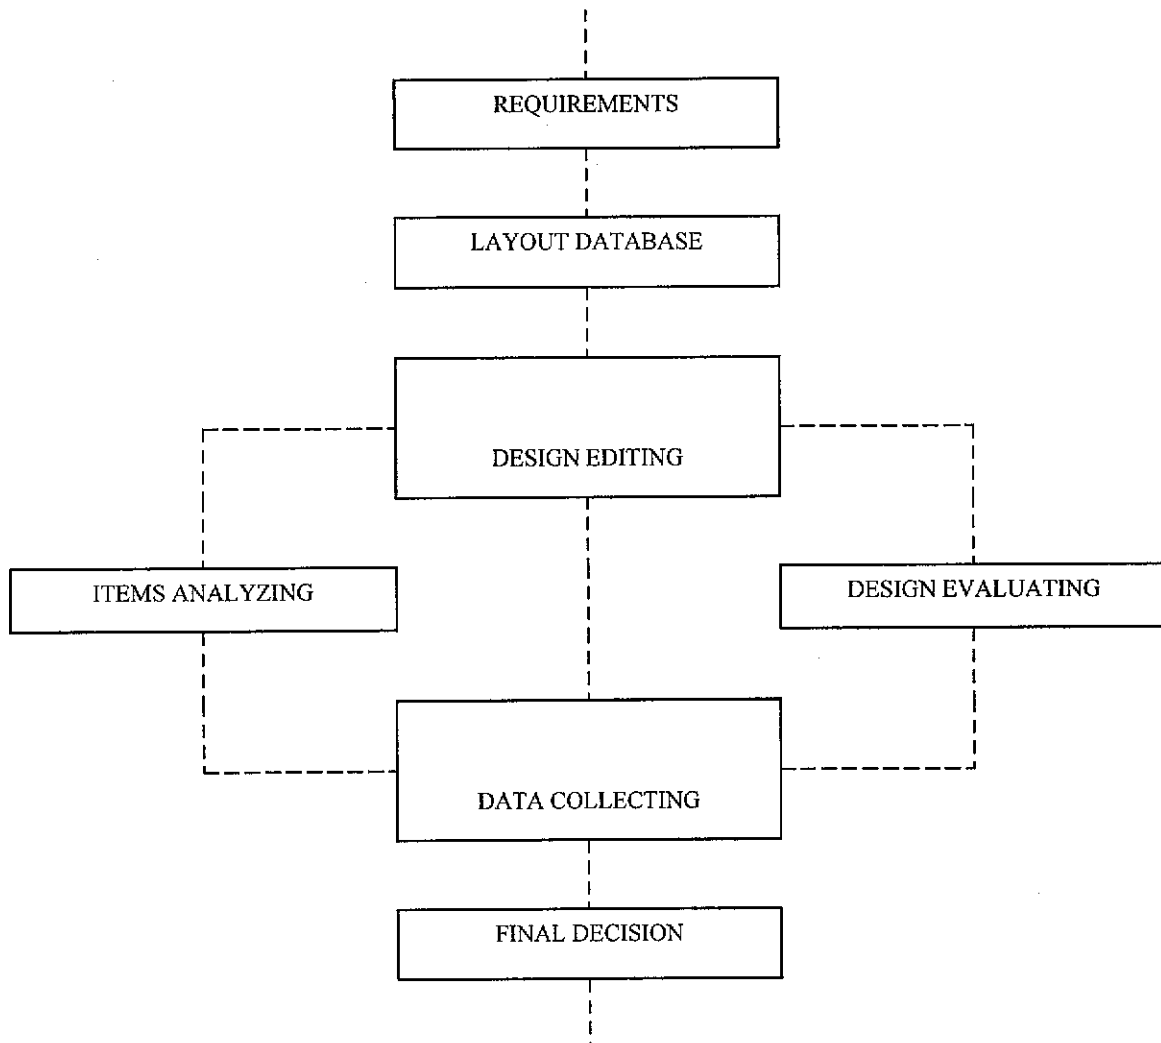 REQUIREMENTS
LAYOUT DATABASE
DESIGN EDITING
ITEMS ANALYZING
DESIGN EVALUATING
DATA COLLECTING
FINAL DECISION